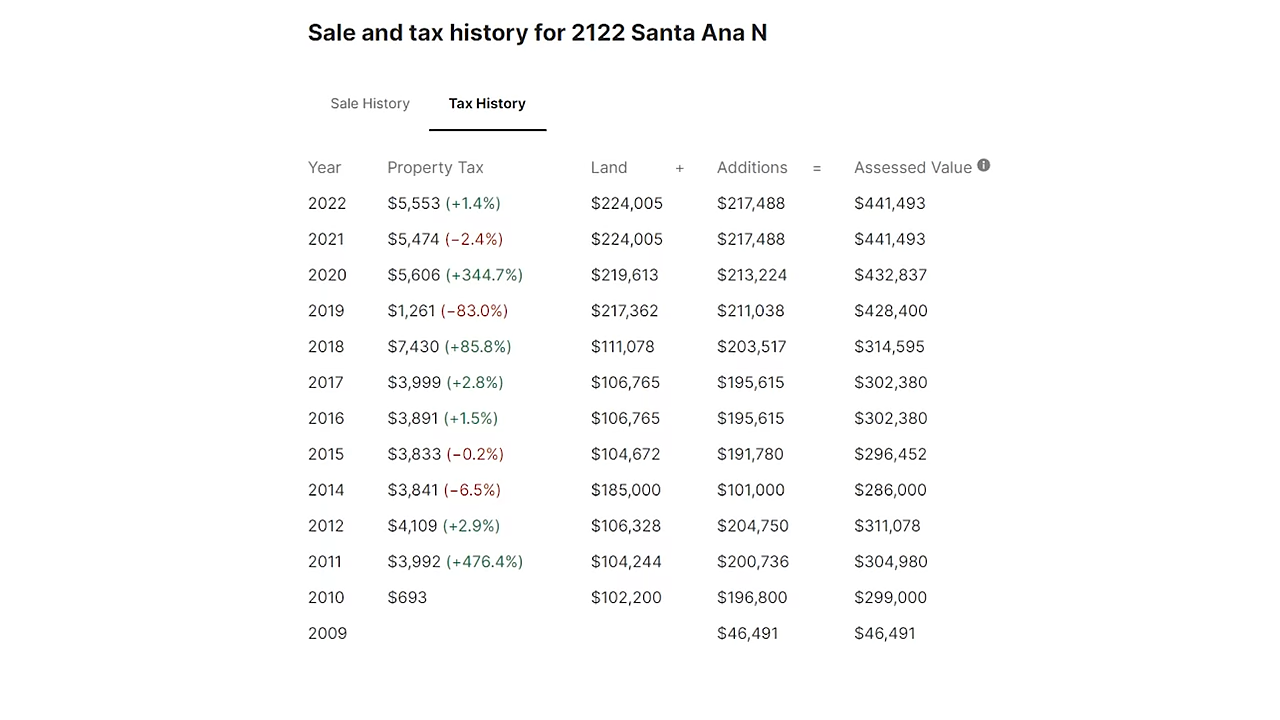 Sale and tax history for 2122 Santa Ana N
Sale History Tax History
Year Property Tax Land + Additions = Assessed Value
2022 $5,553 (+1.4%) $224,005 $217,488 $441,493
2021 $5,474 (−2.4%) $224,005 $217,488 $441,493
2020 $5,606 (+344.7%) $219,613 $213,224 $432,837
2019 $1,261 (−83.0%) $217,362 $211,038 $428,400
2018 $7,430 (+85.8%) $111,078 $203,517 $314,595
2017 $3,999 (+2.8%) $106,765 $195,615 $302,380
2016 $3,891 (+1.5%) $106,765 $195,615 $302,380
2015 $3,833 (−0.2%) $104,672 $191,780 $296,452
2014 $3,841 (−6.5%) $185,000 $101,000 $286,000
2012 $4,109 (+2.9%) $106,328 $204,750 $311,078
2011 $3,992 (+476.4%) $104,244 $200,736 $304,980
2010 $693 $102,200 $196,800 $299,000
2009 $46,491 $46,491